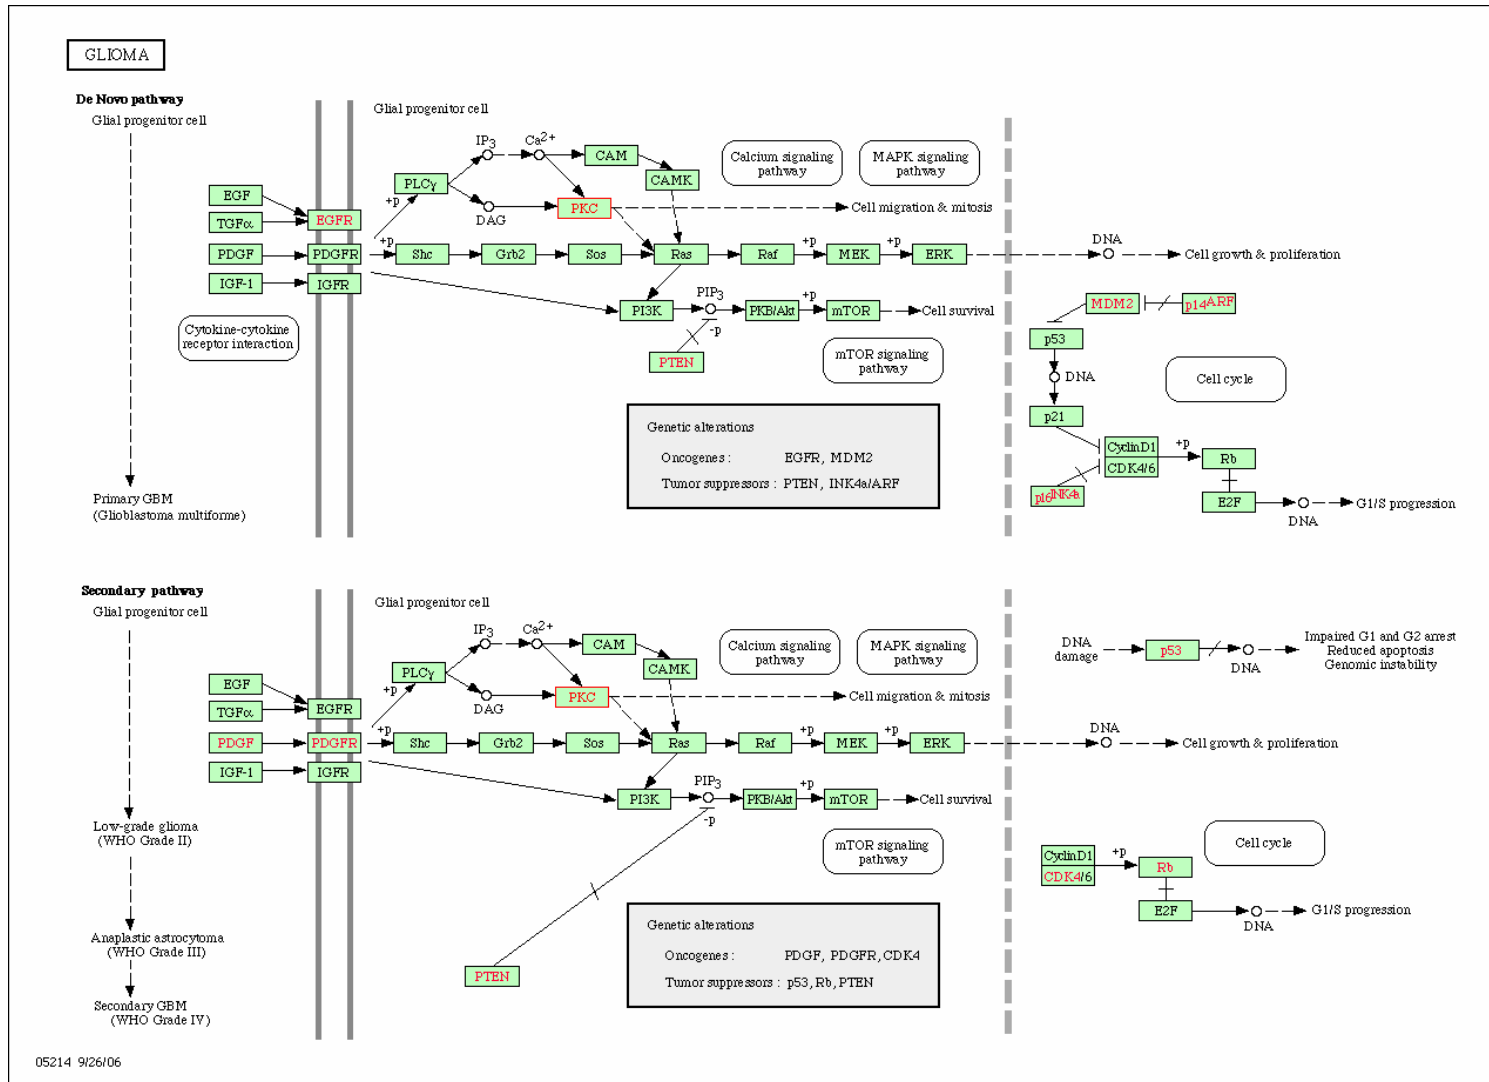 GLIOMA
De Novo pathway
Glial progenitor cell
Primary GBM
(Glioblastoma multiforme)
EGF
TGFα
PDGF
IGF-1
EGFR
PDGFR
IGFR
Cytokine-cytokine
receptor interaction
Glial progenitor cell
IP3
Ca2+
CAM
CAMK
PLCγ
+p
DAG
PKC
Calcium signaling
pathway
MAPK signaling
pathway
Cell migration & mitosis
+p
Shc
Grb2
Sos
Ras
Raf
+p
MEK
+p
ERK
DNA
Cell growth & proliferation
PI3K
PIP3
-p
PTEN
PKB/Akt
+p
mTOR
Cell survival
mTOR signaling
pathway
MDM2
p14ARF
p53
DNA
p21
Cell cycle
CyclinD1
CDK4/6
p16INK4a
+p
Rb
E2F
DNA
G1/S progression
Genetic alterations
Oncogenes : EGFR, MDM2
Tumor suppressors : PTEN, INK4a/ARF
Secondary pathway
Glial progenitor cell
Low-grade glioma
(WHO Grade II)
Anaplastic astrocytoma
(WHO Grade III)
Secondary GBM
(WHO Grade IV)
EGF
TGFα
PDGF
IGF-1
EGFR
PDGFR
IGFR
Glial progenitor cell
IP3
Ca2+
CAM
CAMK
PLCγ
+p
DAG
PKC
Calcium signaling
pathway
MAPK signaling
pathway
Cell migration & mitosis
+p
Shc
Grb2
Sos
Ras
Raf
+p
MEK
+p
ERK
DNA
Cell growth & proliferation
PI3K
PIP3
-p
PTEN
PKB/Akt
+p
mTOR
Cell survival
mTOR signaling
pathway
DNA
damage
p53
DNA
Impaired G1 and G2 arrest
Reduced apoptosis
Genomic instability
CyclinD1
CDK4/6
+p
Rb
Cell cycle
E2F
DNA
G1/S progression
Genetic alterations
Oncogenes : PDGF, PDGFR, CDK4
Tumor suppressors : p53, Rb, PTEN
05214 9/26/06